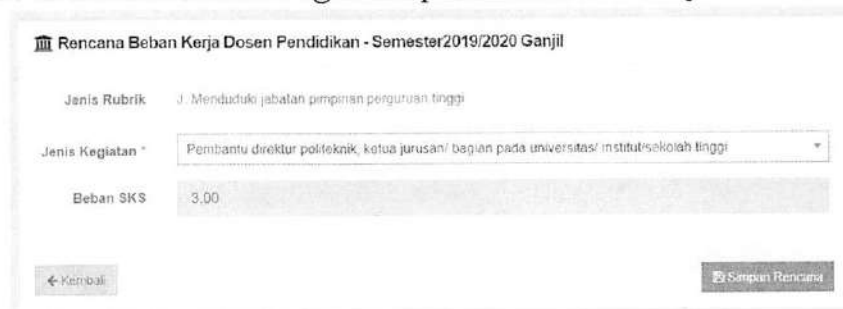 Rencana Beban Kerja Dosen Pendidikan - Semester2019/2020 Ganjil
Jenis Rubrik J. Menduduki jabatan pimpinan perguruan tinggi
Jenis Kegiatan * Pembantu direktur politeknik, ketua jurusan/ bagian pada universitas/ institut/sekolah tinggi
Beban SKS 3,00
Kembali Simpan Rencana